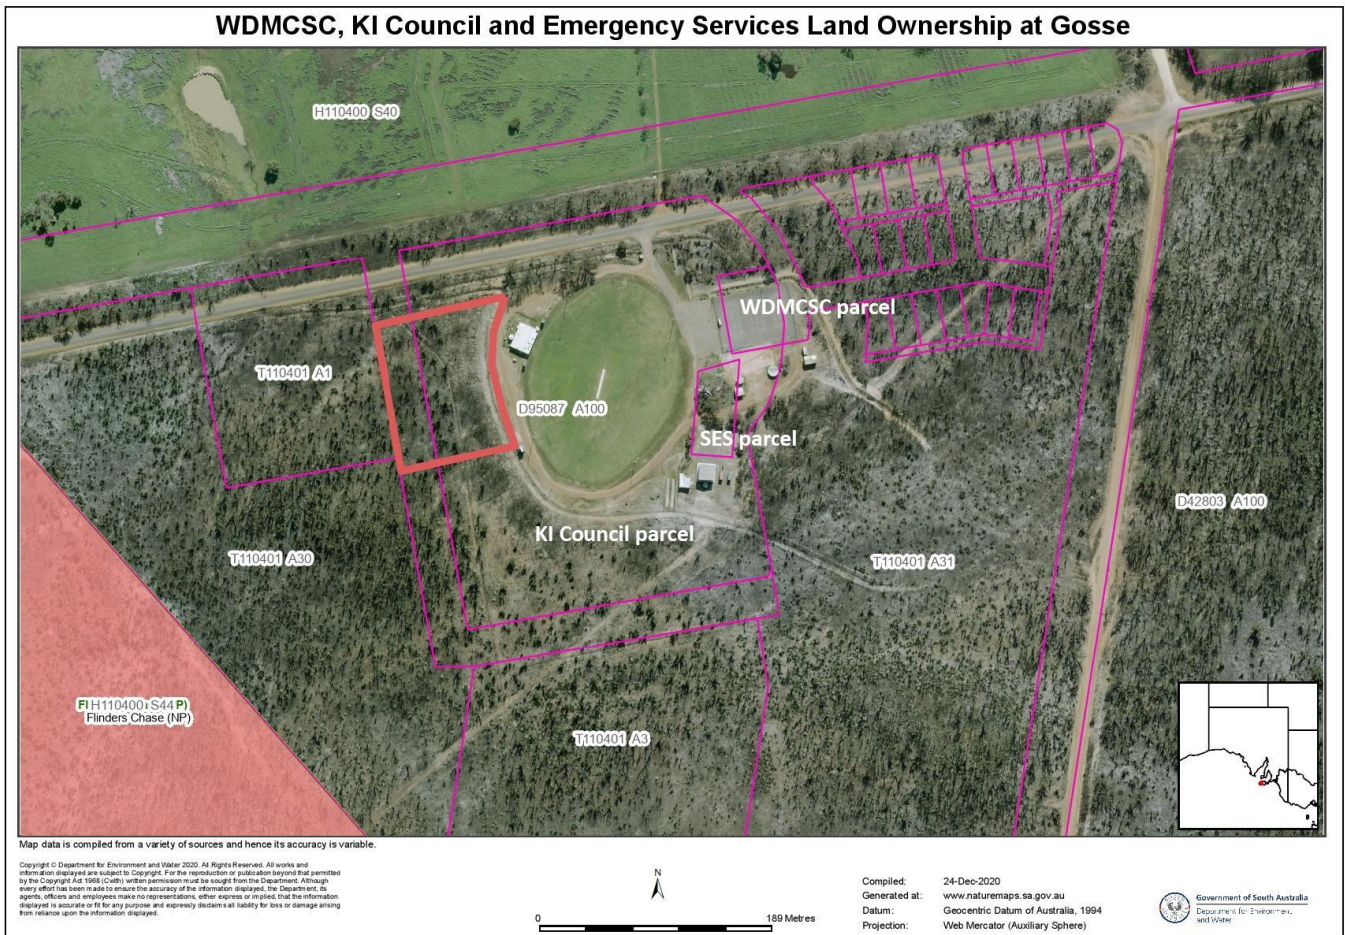 WDMCSC, KI Council and Emergency Services Land Ownership at Gosse
H110400 S40
WDMCSC parcel
T110401 A1
D95087 A100
SES parcel
D42803 A100
KI Council parcel
T110401 A30
T110401 A31
H110400 S44 P)
Flinders Chase (NP)
T110401 A3
Map data is compiled from a variety of sources and hence its accuracy is variable.
Copyright © Department for Environment and Water 2020. All Rights Reserved. All works and
information displayed are subject to Copyright. For the reproduction or publication beyond that permitted
by the Copyright Act 1968 (Cwlth) written permission must be sought from the Department. Although
every effort has been made to ensure the accuracy of the information displayed, the Department, its
agents, officers and employees make no representations, either express or implied, that the information
displayed is accurate or fit for any purpose and expressly disclaims all liability for loss or damage arising
from reliance upon the information displayed.
N
0 189 Metres
Compiled: 24-Dec-2020
Generated at: www.naturemaps.sa.gov.au
Datum: Geocentric Datum of Australia, 1994
Projection: Web Mercator (Auxiliary Sphere)
Government of South Australia
Department for Environment
and Water